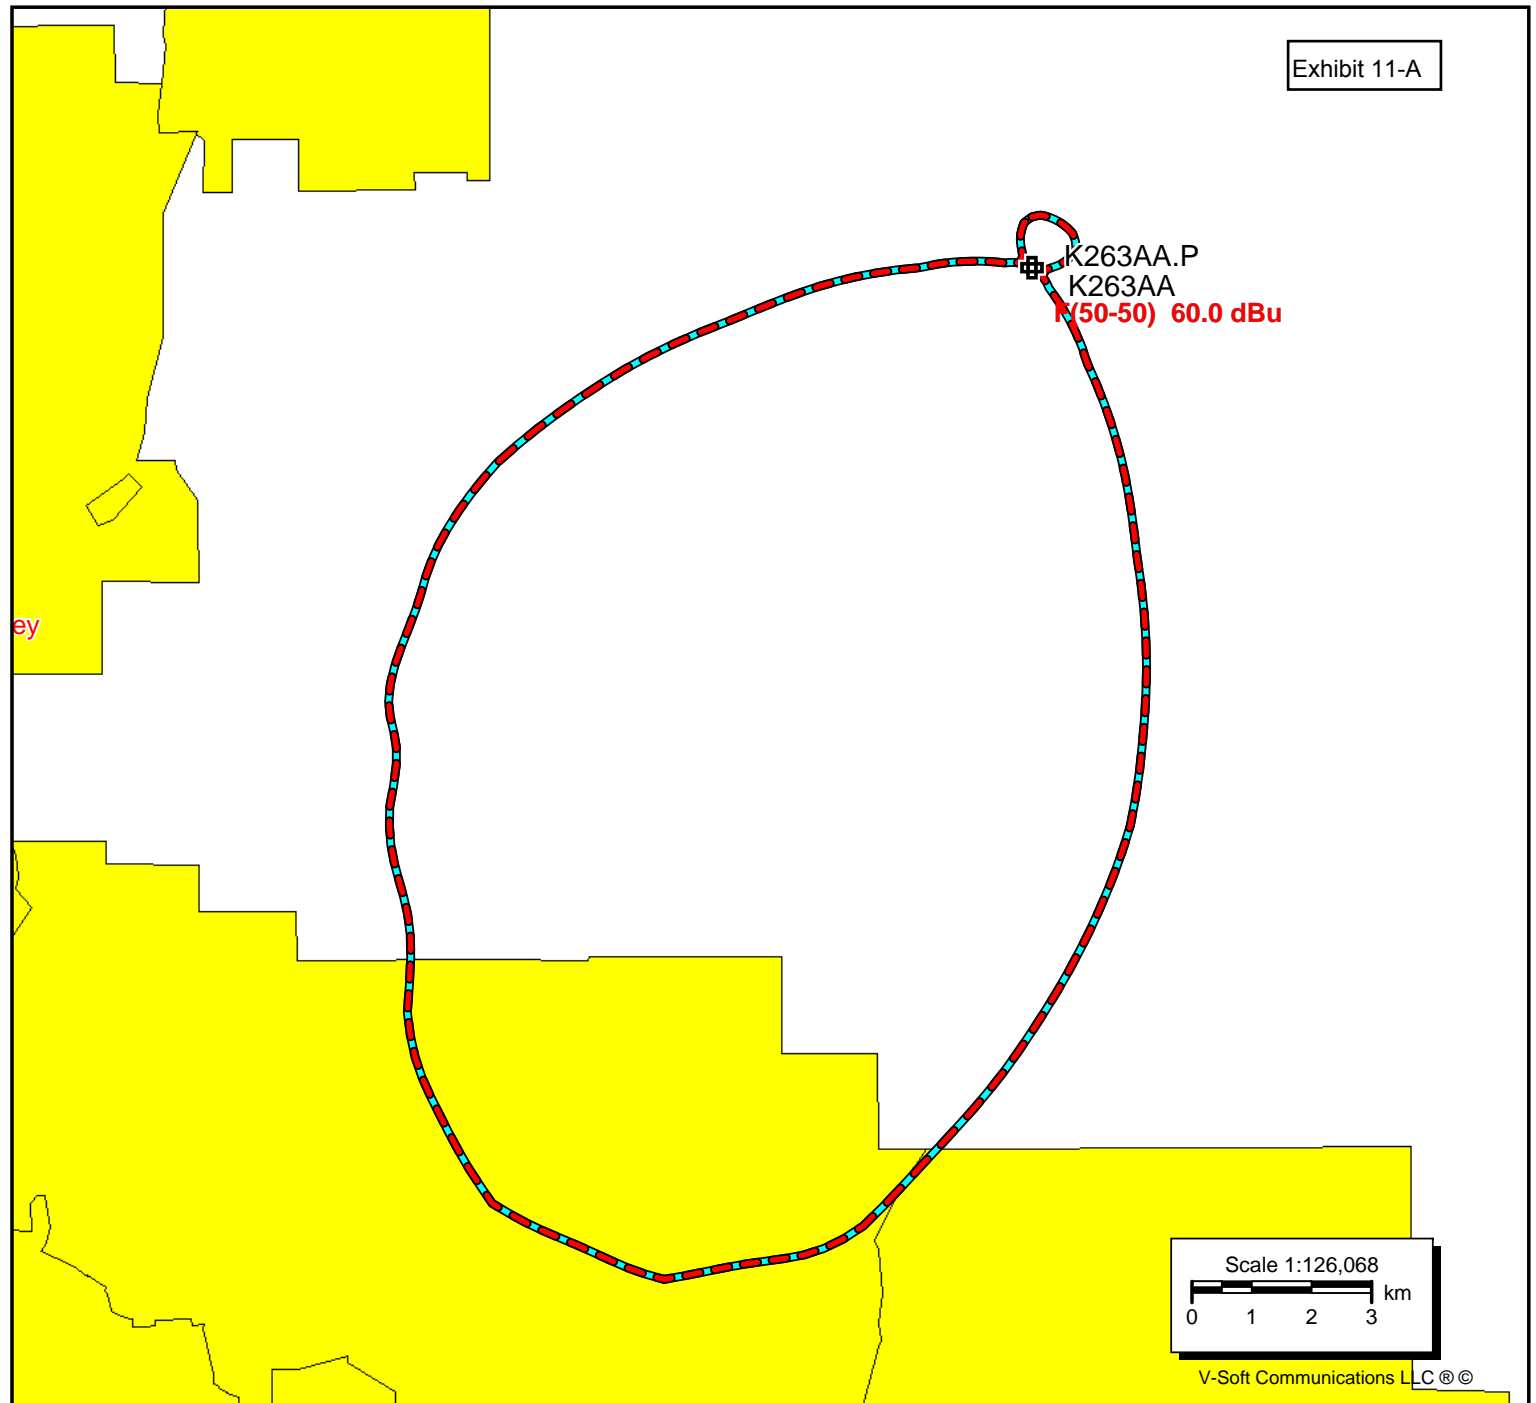 Exhibit 11-A
K263AA.P
K263AA
F(50-50) 60.0 dBu
ey
Scale 1:126,068
km
0 1 2 3
V-Soft Communications LLC ® ©